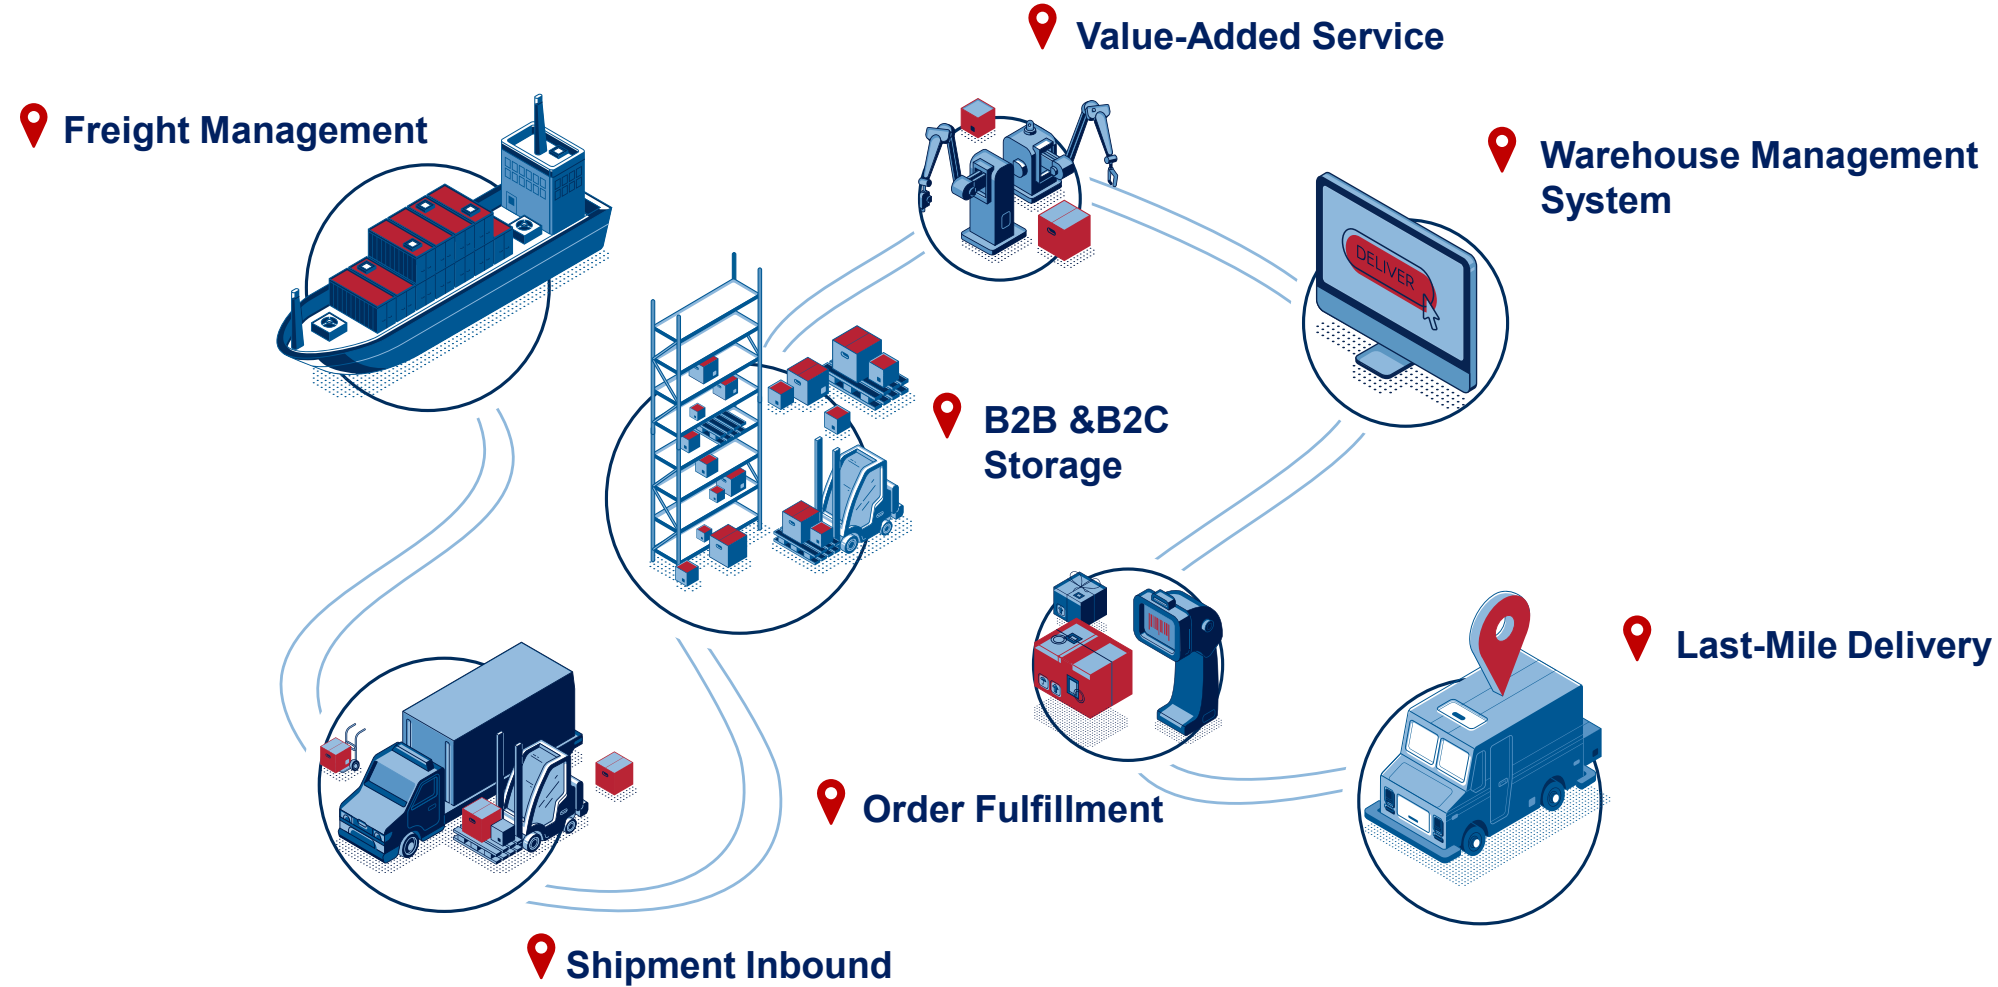 Value-Added Service
Freight Management
Warehouse Management
System
DELIVER
B2B &B2C
Storage
Last-Mile Delivery
Order Fulfillment
Shipment Inbound